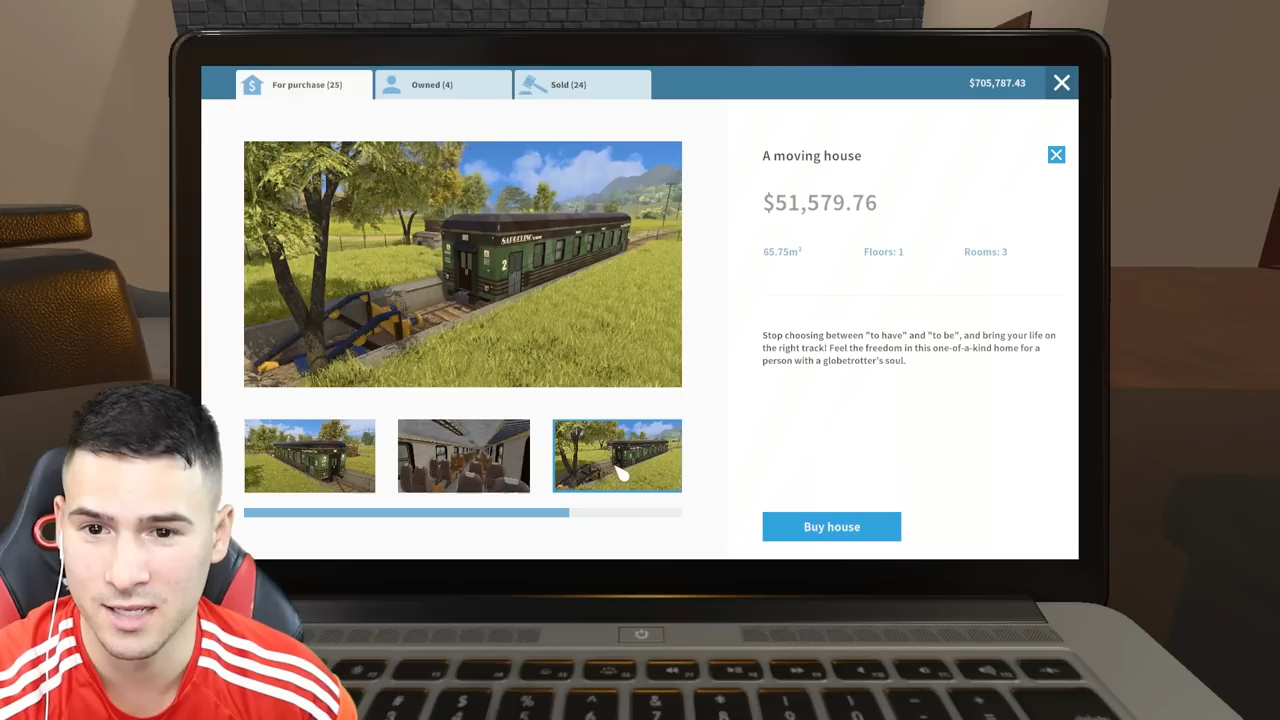 For purchase (25)
Owned (4)
Sold (24)
$705,787.43
A moving house
$51,579.76
65.75m²
Floors: 1
Rooms: 3
Stop choosing between "to have" and "to be", and bring your life on
the right track! Feel the freedom in this one-of-a-kind home for a
person with a globetrotter's soul.
Buy house
2